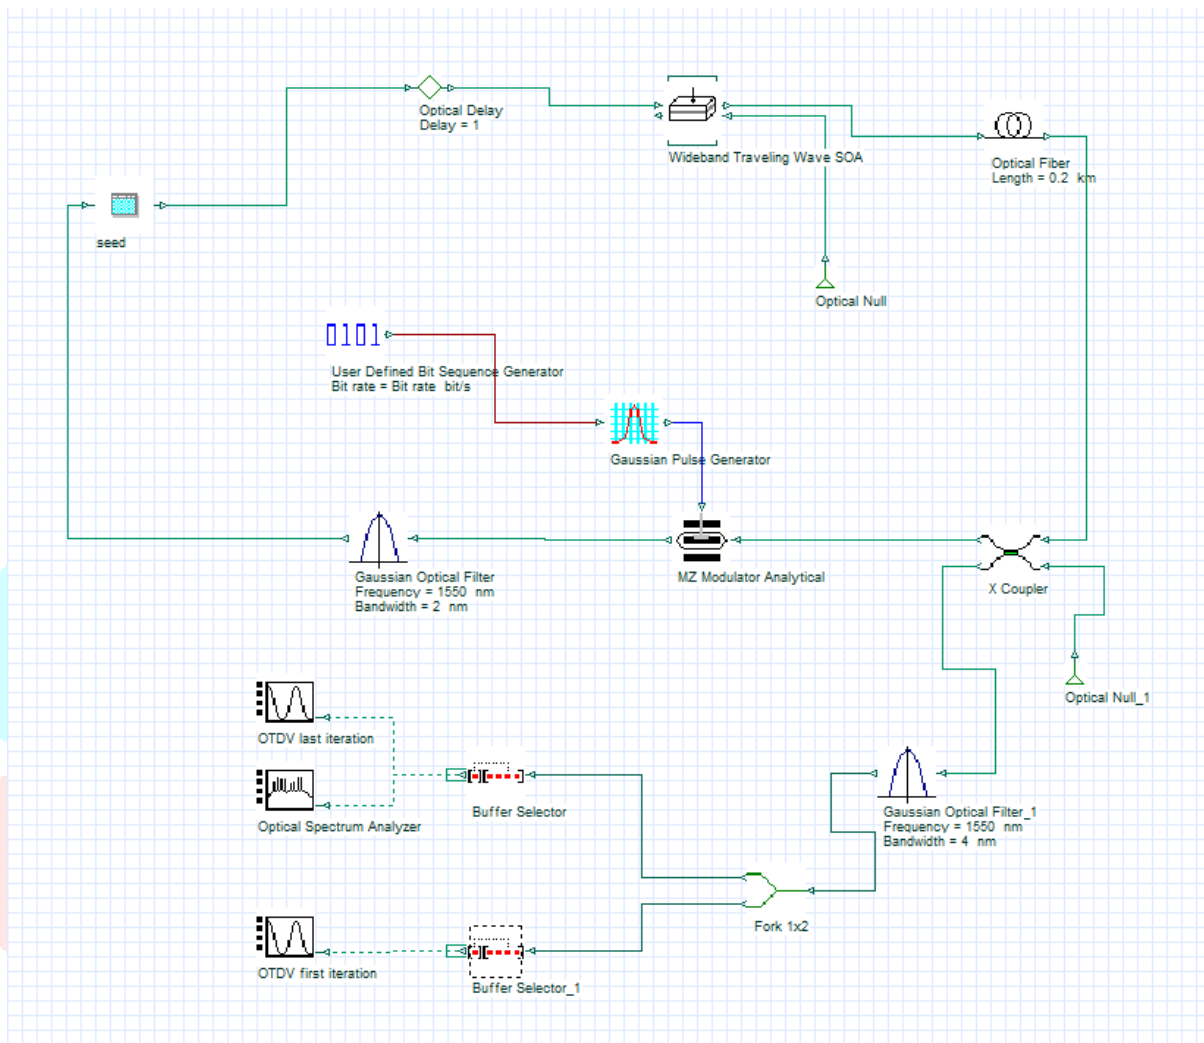 Optical Delay
Delay = 1
Wideband Traveling Wave SOA
Optical Fiber
Length = 0.2 km
seed
Optical Null
0101
User Defined Bit Sequence Generator
Bit rate = Bit rate bit/s
Gaussian Pulse Generator
Gaussian Optical Filter
Frequency = 1550 nm
Bandwidth = 2 nm
MZ Modulator Analytical
X Coupler
Optical Null_1
OTDV last iteration
Optical Spectrum Analyzer
Buffer Selector
Gaussian Optical Filter_1
Frequency = 1550 nm
Bandwidth = 4 nm
Fork 1x2
OTDV first iteration
Buffer Selector_1